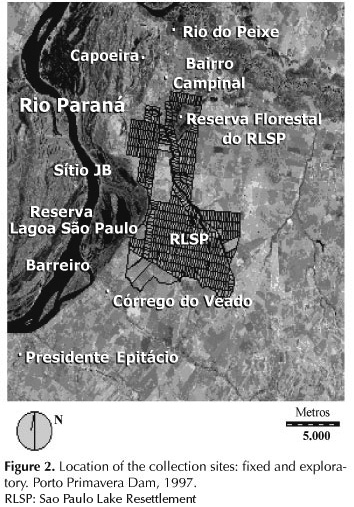 Rio do Peixe
Capoeira
Bairro
Campinal
Rio Paraná
Reserva Florestal
do RLSP
Sítio JB
Reserva
Lagoa São Paulo
RLSP
Barreiro
Córrego do Veado
Presidente Epitácio
N
Metros
5.000
Figure 2. Location of the collection sites: fixed and explora-
tory. Porto Primavera Dam, 1997.
RLSP: Sao Paulo Lake Resettlement